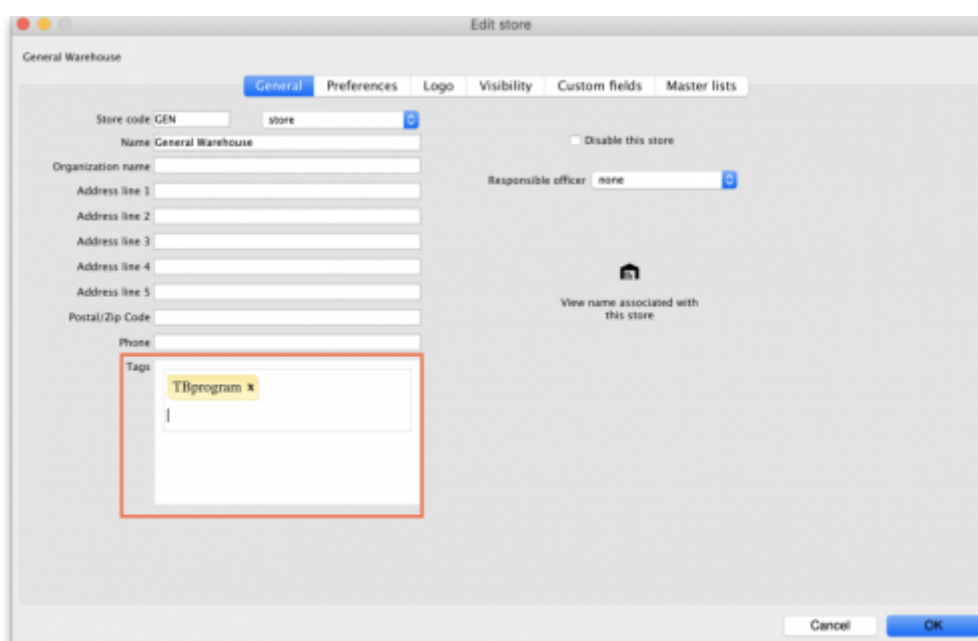 Edit store
General Warehouse
General Preferences Logo Visibility Custom fields Master lists
Store code GEN store
Name General Warehouse
Disable this store
Organization name
Responsible officer none
Address line 1
Address line 2
Address line 3
Address line 4
Address line 5
View name associated with
this store
Postal/Zip Code
Phone
Tags
TBprogram x
Cancel OK